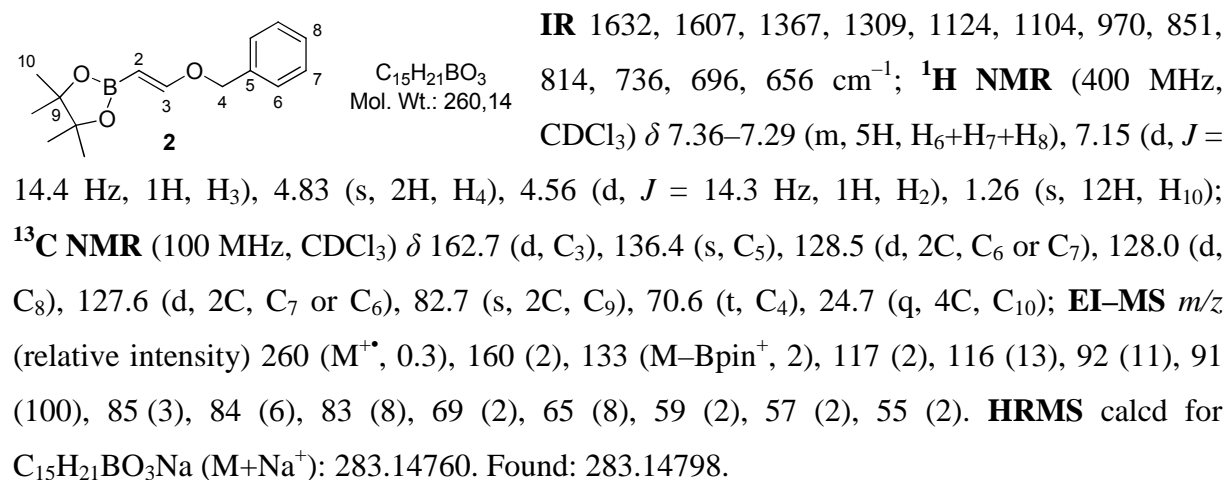 10
O
B
O
9
2
3
O
4
5
6
7
8
2
C₁₅H₂₁BO₃
Mol. Wt.: 260,14
IR 1632, 1607, 1367, 1309, 1124, 1104, 970, 851,
814, 736, 696, 656 cm⁻¹; ¹H NMR (400 MHz,
CDCl₃) δ 7.36–7.29 (m, 5H, H₆+H₇+H₈), 7.15 (d, J =
14.4 Hz, 1H, H₃), 4.83 (s, 2H, H₄), 4.56 (d, J = 14.3 Hz, 1H, H₂), 1.26 (s, 12H, H₁₀);
¹³C NMR (100 MHz, CDCl₃) δ 162.7 (d, C₃), 136.4 (s, C₅), 128.5 (d, 2C, C₆ or C₇), 128.0 (d,
C₈), 127.6 (d, 2C, C₇ or C₆), 82.7 (s, 2C, C₉), 70.6 (t, C₄), 24.7 (q, 4C, C₁₀); EI–MS m/z
(relative intensity) 260 (M⁺•, 0.3), 160 (2), 133 (M–Bpin⁺, 2), 117 (2), 116 (13), 92 (11), 91
(100), 85 (3), 84 (6), 83 (8), 69 (2), 65 (8), 59 (2), 57 (2), 55 (2). HRMS calcd for
C₁₅H₂₁BO₃Na (M+Na⁺): 283.14760. Found: 283.14798.